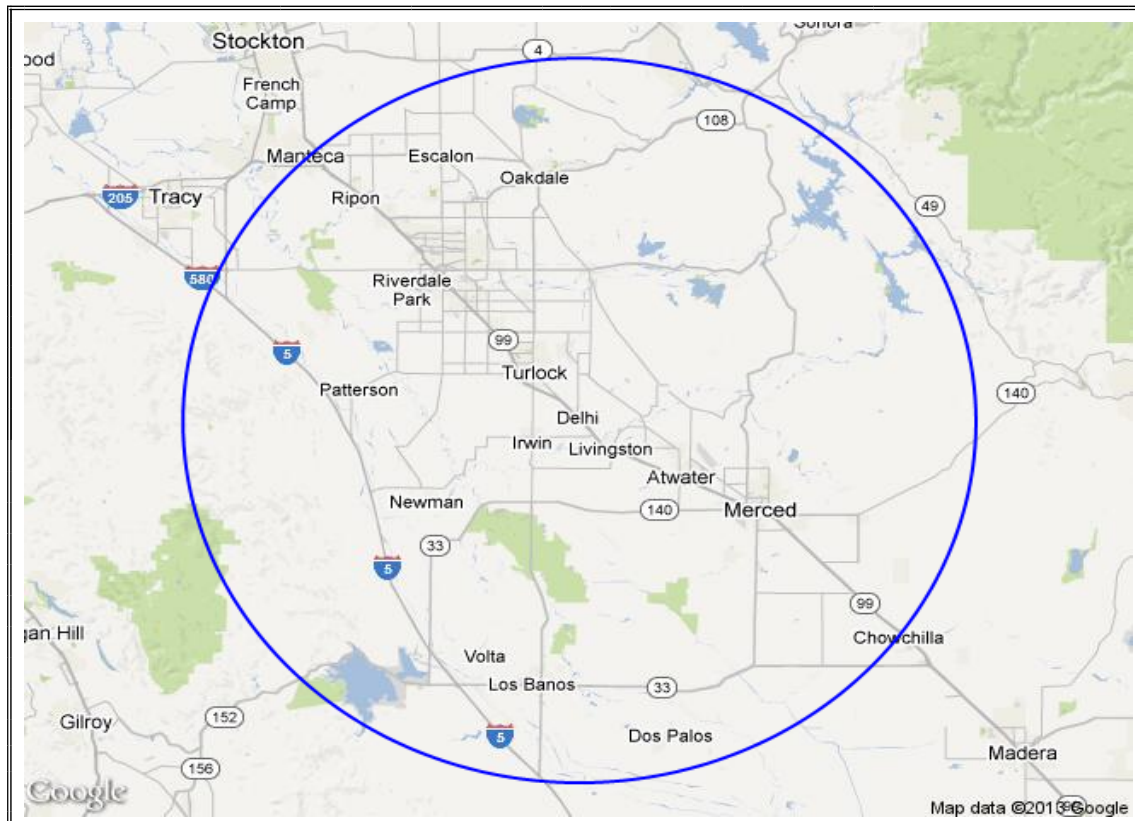 Sonora
Stockton
4
ood
French
Camp
108
Manteca
Escalon
Oakdale
205
Tracy
Ripon
49
580
Riverdale
Park
99
5
Turlock
Patterson
140
Delhi
Irwin
Livingston
Atwater
Newman
140
Merced
33
5
99
gan Hill
Chowchilla
Volta
Los Banos
33
Gilroy
152
5
Dos Palos
Madera
156
Google
Map data ©2013 Google